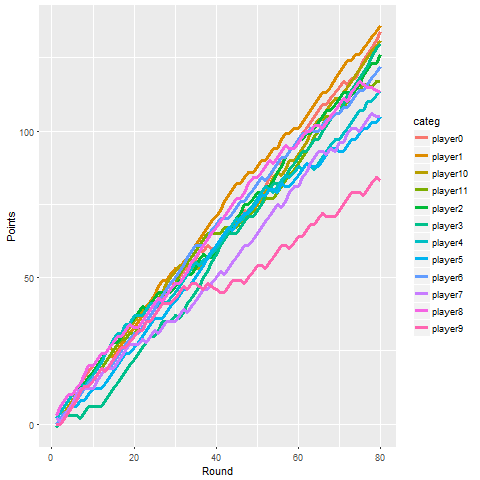 100
50
0
Points
0
20
40
60
80
Round
categ
player0
player1
player10
player11
player2
player3
player4
player5
player6
player7
player8
player9